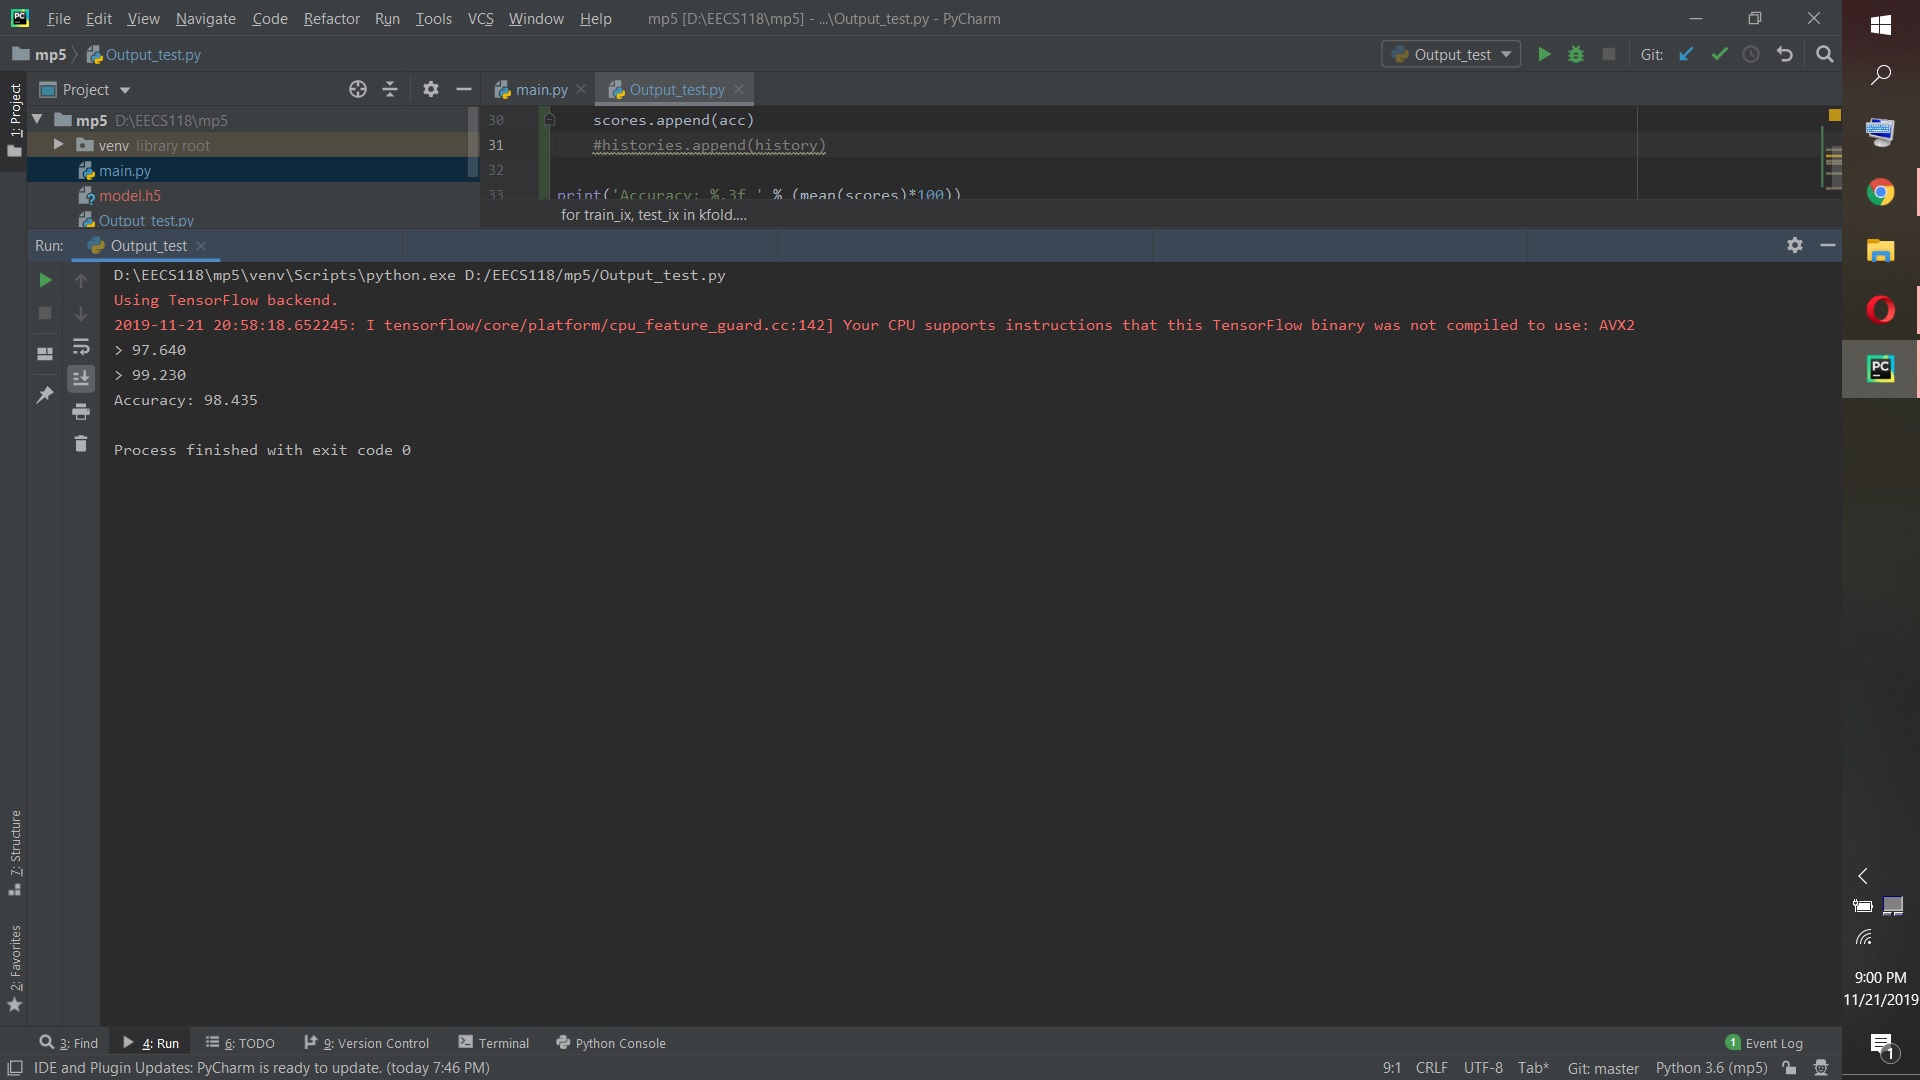 PC File Edit View Navigate Code Refactor Run Tools VCS Window Help mp5 [D:\EECS118\mp5] - ...\Output_test.py - PyCharm
mp5 Output_test.py Output_test Git:
1: Project
Project main.py Output_test.py
mp5 D:\EECS118\mp5
venv library root
main.py
model.h5
Output_test.py
30 scores.append(acc)
31 #histories.append(history)
32
33 print('Accuracy: %.3f ' % (mean(scores)*100))
for train_ix, test_ix in kfold....
Run: Output_test
D:\EECS118\mp5\venv\Scripts\python.exe D:/EECS118/mp5/Output_test.py
Using TensorFlow backend.
2019-11-21 20:58:18.652245: I tensorflow/core/platform/cpu_feature_guard.cc:142] Your CPU supports instructions that this TensorFlow binary was not compiled to use: AVX2
> 97.640
> 99.230
Accuracy: 98.435
Process finished with exit code 0
7: Structure
2: Favorites
3: Find 4: Run 6: TODO 9: Version Control Terminal Python Console 1 Event Log
IDE and Plugin Updates: PyCharm is ready to update. (today 7:46 PM) 9:1 CRLF UTF-8 Tab* Git: master Python 3.6 (mp5)
PC
9:00 PM
11/21/2019
1